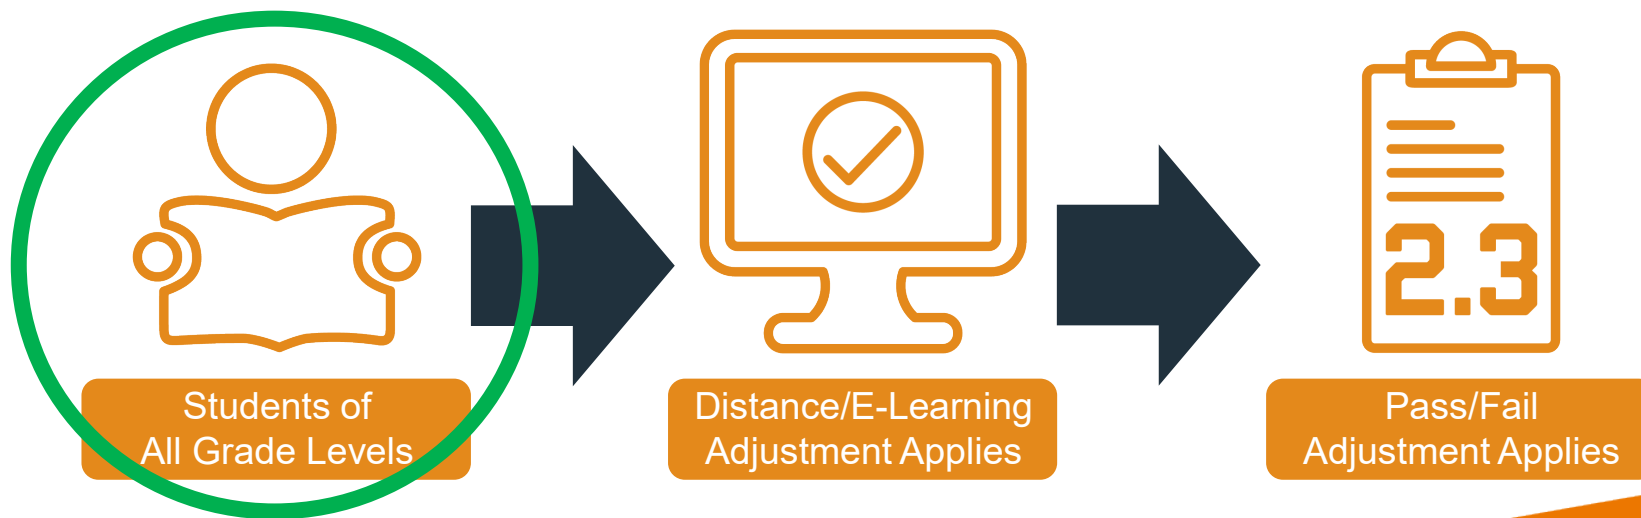 2.3
Students of
All Grade Levels
Distance/E-Learning
Adjustment Applies
Pass/Fail
Adjustment Applies